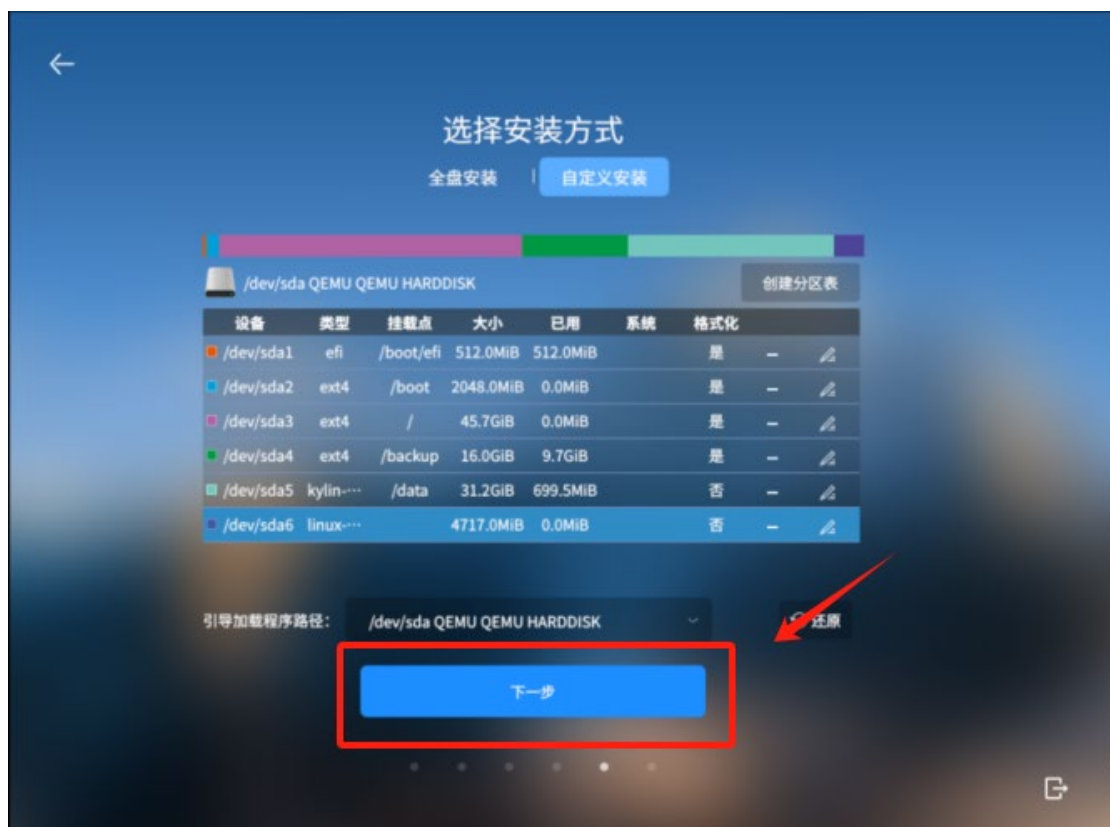 选择安装方式
全盘安装 自定义安装
/dev/sda QEMU QEMU HARDDISK 创建分区表
设备 类型 挂载点 大小 已用 系统 格式化
/dev/sda1 efi /boot/efi 512.0MiB 512.0MiB 是
/dev/sda2 ext4 /boot 2048.0MiB 0.0MiB 是
/dev/sda3 ext4 / 45.7GiB 0.0MiB 是
/dev/sda4 ext4 /backup 16.0GiB 9.7GiB 是
/dev/sda5 kylin-··· /data 31.2GiB 699.5MiB 否
/dev/sda6 linux-··· 4717.0MiB 0.0MiB 否
引导加载程序路径: /dev/sda QEMU QEMU HARDDISK 还原
下一步